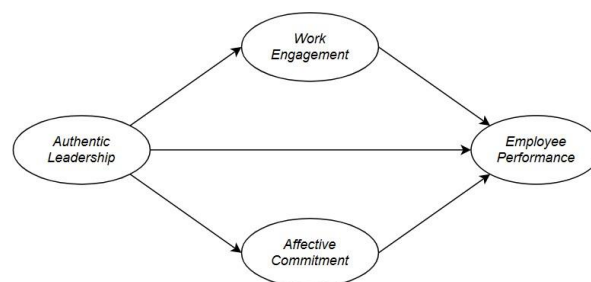 Work
Engagement
Authentic
Leadership
Employee
Performance
Affective
Commitment